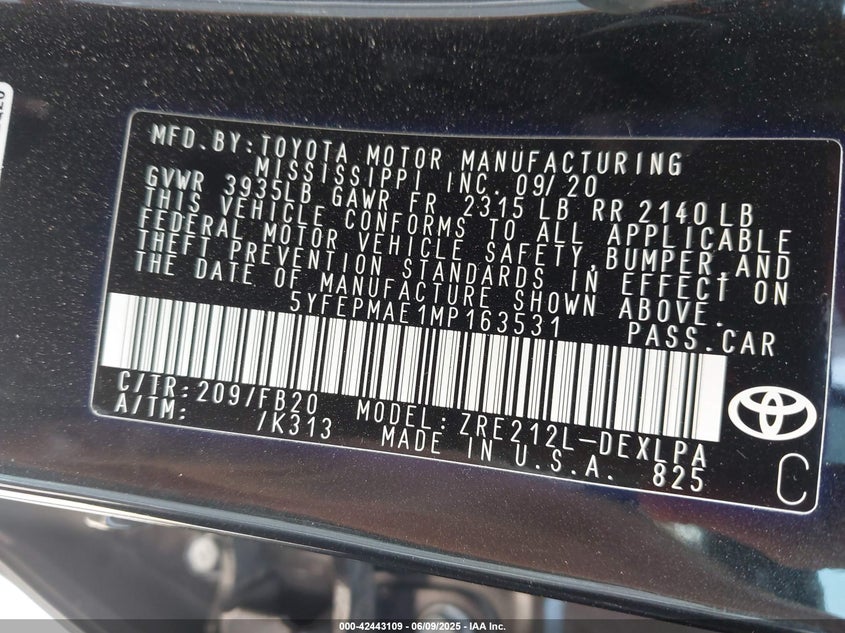 MFD.BY:TOYOTA MOTOR MANUFACTURING
MISSISSIPPI INC. 09/20
GVWR 3935LB GAWR FR 2315 LB RR 2140 LB
THIS VEHICLE CONFORMS TO ALL APPLICABLE
FEDERAL MOTOR VEHICLE SAFETY,BUMPER,AND
THEFT PREVENTION STANDARDS IN EFFECT ON
THE DATE OF MANUFACTURE SHOWN ABOVE.
5YFEPMAE1MP163531 PASS.CAR
C/TR:209/FB20 MODEL:ZRE212L-DEXLPA
A/TM: /K313 MADE IN U.S.A. 825
C
000-42443109 - 06/09/2025 - IAA, Inc.